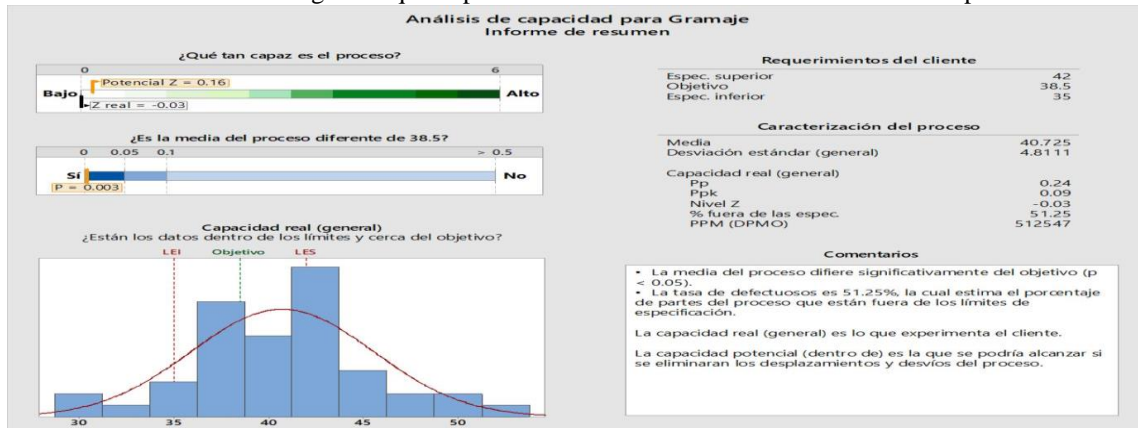 Análisis de capacidad para Gramaje
Informe de resumen
¿Qué tan capaz es el proceso?
0 6
Potencial Z = 0.16
Bajo Alto
Z real = -0.03
¿Es la media del proceso diferente de 38.5?
0 0.05 0.1 > 0.5
Sí No
P = 0.003
Capacidad real (general)
¿Están los datos dentro de los límites y cerca del objetivo?
LEI Objetivo LES
30 35 40 45 50
Requerimientos del cliente
Espec. superior 42
Objetivo 38.5
Espec. inferior 35
Caracterización del proceso
Media 40.725
Desviación estándar (general) 4.8111
Capacidad real (general)
Pp 0.24
Ppk 0.09
Nivel Z -0.03
% fuera de las espec. 51.25
PPM (DPMO) 512547
Comentarios
• La media del proceso difiere significativamente del objetivo (p
< 0.05).
• La tasa de defectuosos es 51.25%, la cual estima el porcentaje
de partes del proceso que están fuera de los límites de
especificación.
La capacidad real (general) es lo que experimenta el cliente.
La capacidad potencial (dentro de) es la que se podría alcanzar si
se eliminaran los desplazamientos y desvíos del proceso.